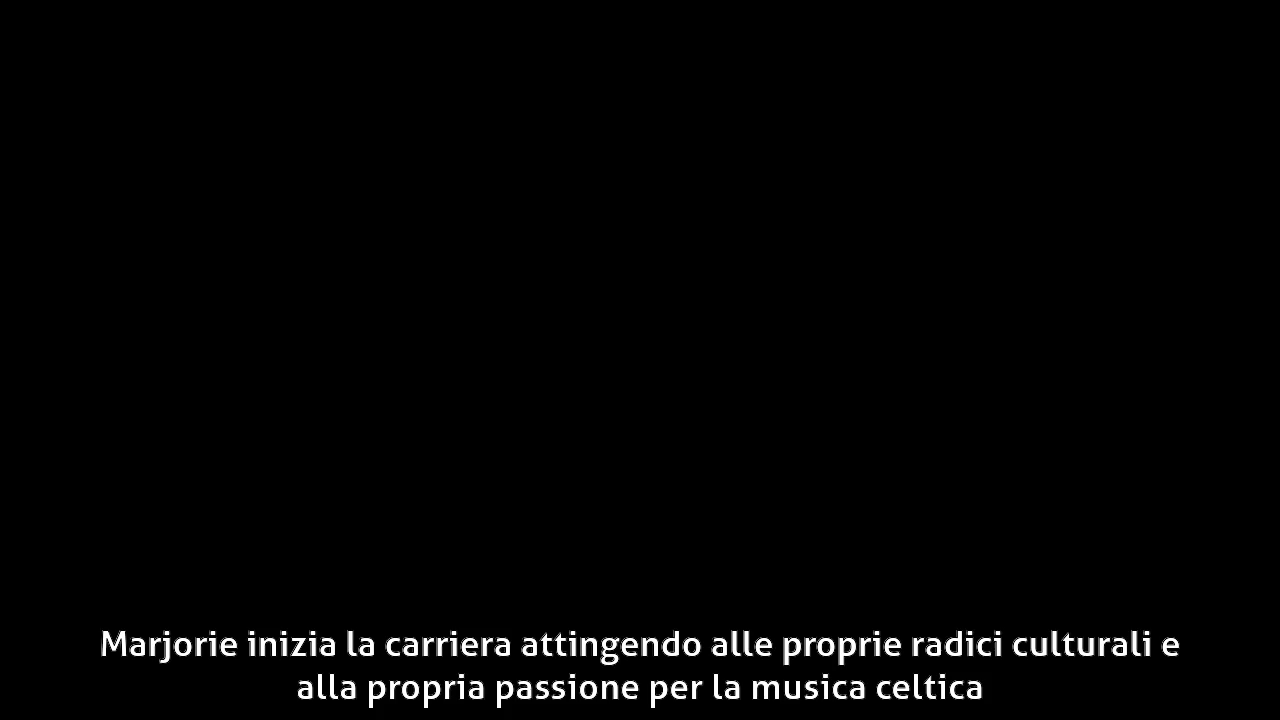 Marjorie inizia la carriera attingendo alle proprie radici culturali e
alla propria passione per la musica celtica